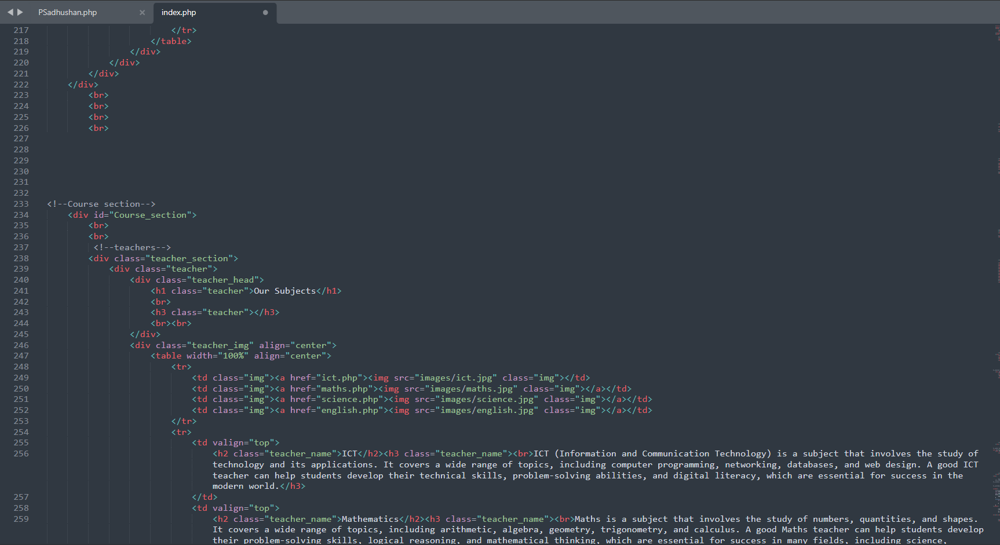 PSadhushan.php × index.php
217 </tr>
218 </table>
219 </div>
220 </div>
221 </div>
222 </div>
223 <br>
224 <br>
225 <br>
226 <br>
227
228
229
230
231
232
233 <!--Course section-->
234 <div id="Course_section">
235 <br>
236 <br>
237 <!--teachers-->
238 <div class="teacher_section">
239 <div class="teacher">
240 <div class="teacher_head">
241 <h1 class="teacher">Our Subjects</h1>
242 <br>
243 <h3 class="teacher"></h3>
244 <br><br>
245 </div>
246 <div class="teacher_img" align="center">
247 <table width="100%" align="center">
248 <tr>
249 <td class="img"><a href="ict.php"><img src="images/ict.jpg" class="img"></td>
250 <td class="img"><a href="maths.php"><img src="images/maths.jpg" class="img"></a></td>
251 <td class="img"><a href="science.php"><img src="images/science.jpg" class="img"></a></td>
252 <td class="img"><a href="english.php"><img src="images/english.jpg" class="img"></a></td>
253 </tr>
254 <tr>
255 <td valign="top">
256 <h2 class="teacher_name">ICT</h2><h3 class="teacher_name"><br>ICT (Information and Communication Technology) is a subject that involves the study of
technology and its applications. It covers a wide range of topics, including computer programming, networking, databases, and web design. A good ICT
teacher can help students develop their technical skills, problem-solving abilities, and digital literacy, which are essential for success in the
modern world.</h3>
257 </td>
258 <td valign="top">
259 <h2 class="teacher_name">Mathematics</h2><h3 class="teacher_name"><br>Maths is a subject that involves the study of numbers, quantities, and shapes.
It covers a wide range of topics, including arithmetic, algebra, geometry, trigonometry, and calculus. A good Maths teacher can help students develop
their problem-solving skills, logical reasoning, and mathematical thinking, which are essential for success in many fields, including science,